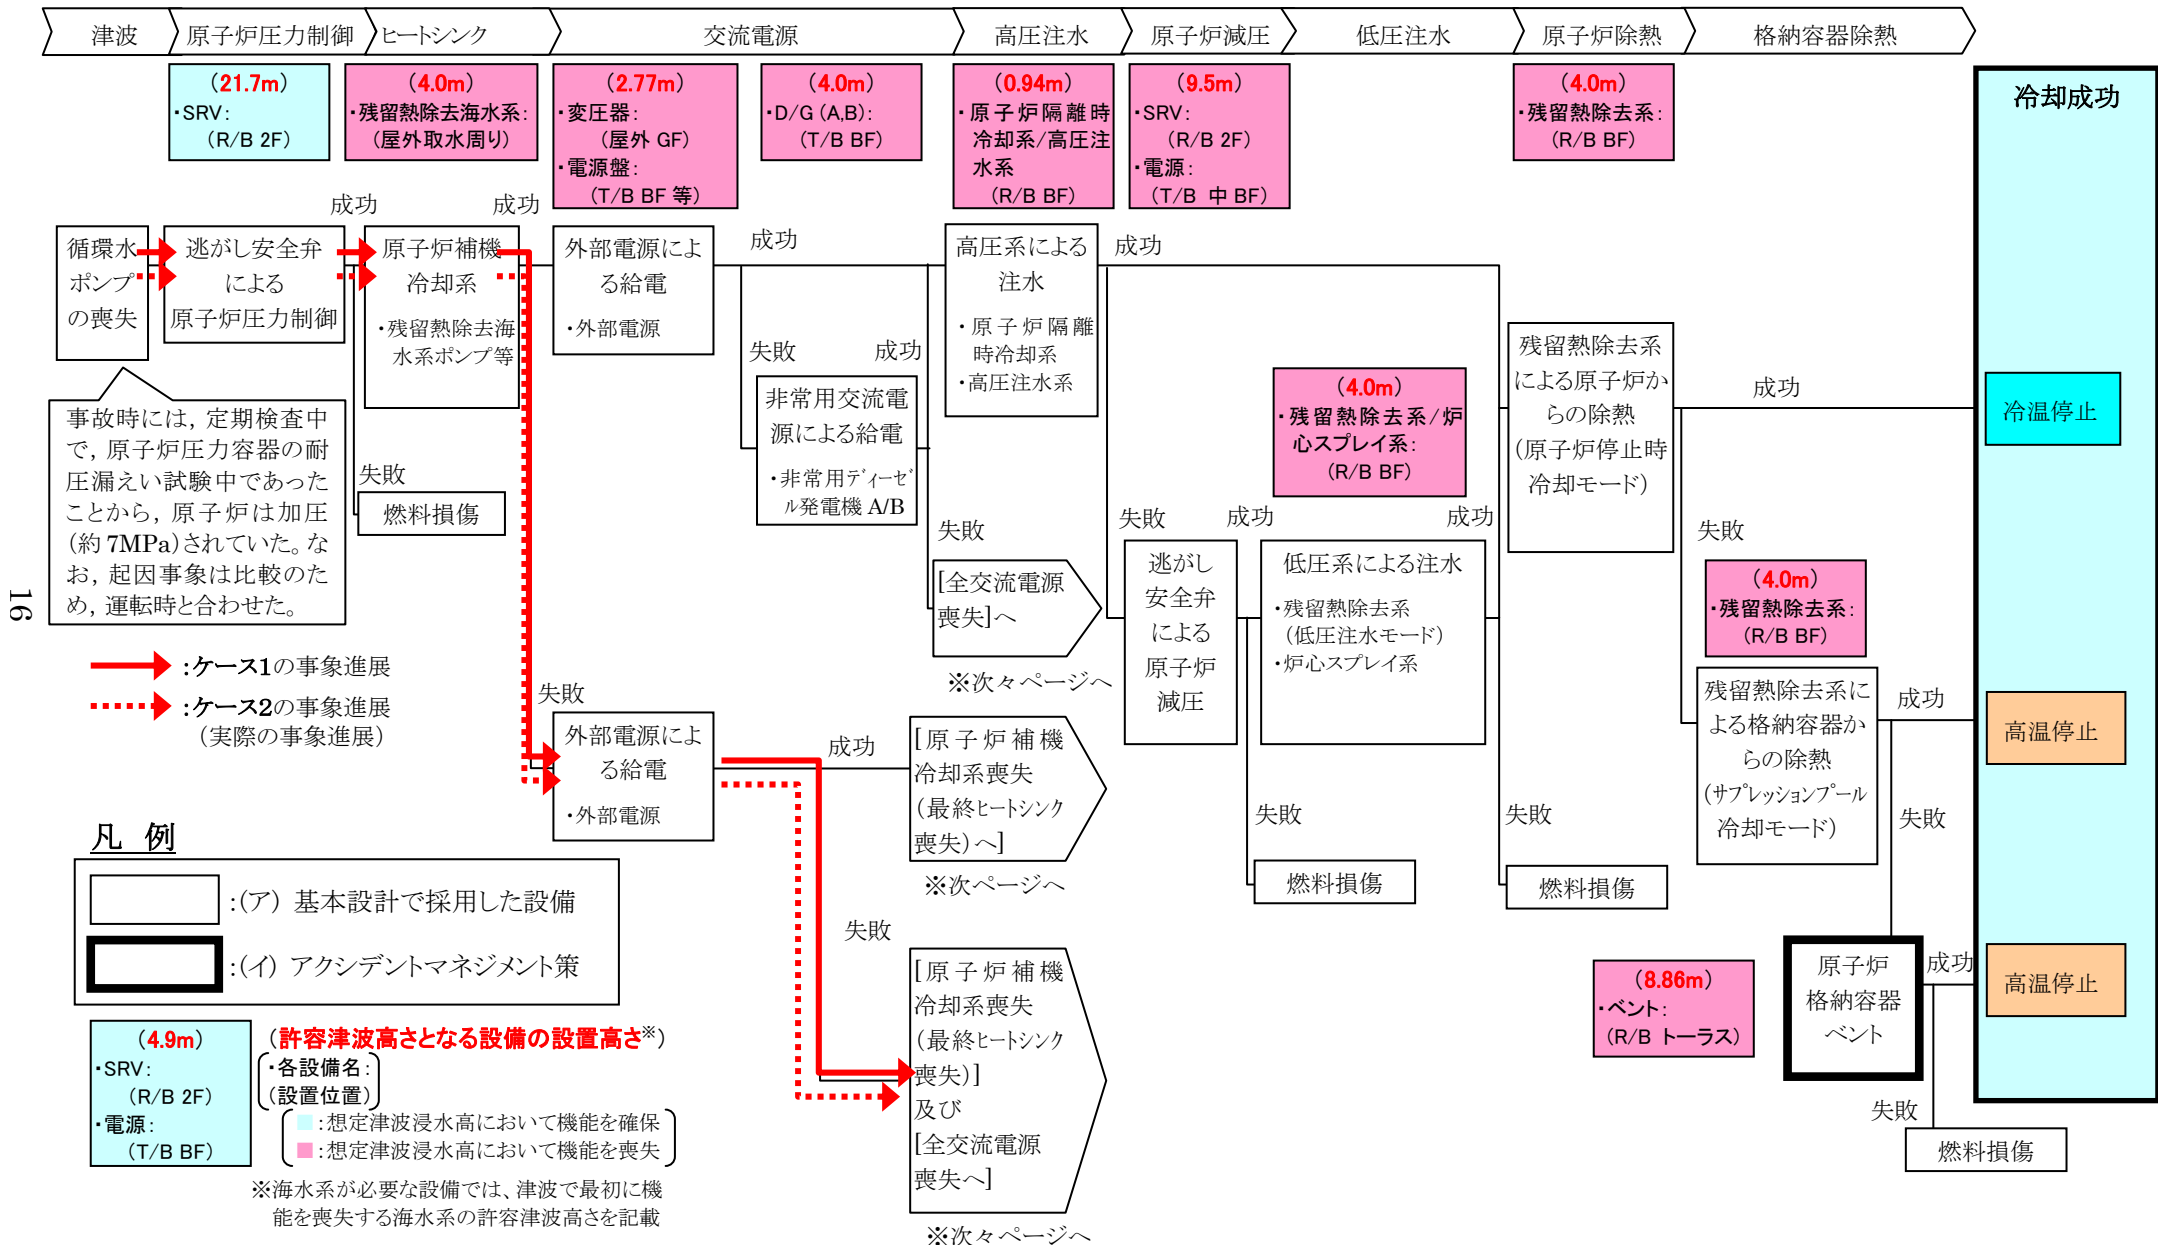 津波
原子炉圧力制御
ヒートシンク
交流電源
高圧注水
原子炉減圧
低圧注水
原子炉除熱
格納容器除熱
(21.7m)
・SRV:
(R/B 2F)
(4.0m)
・残留熱除去海水系:
(屋外取水周り)
(2.77m)
・変圧器:
(屋外 GF)
・電源盤:
(T/B BF 等)
(4.0m)
・D/G (A,B):
(T/B BF)
(0.94m)
・原子炉隔離時
冷却系/高圧注
水系
(R/B BF)
(9.5m)
・SRV:
(R/B 2F)
・電源:
(T/B 中 BF)
(4.0m)
・残留熱除去系:
(R/B BF)
冷却成功
成功
成功
循環水
ポンプ
の喪失
逃がし安全弁
による
原子炉圧力制御
原子炉補機
冷却系
・残留熱除去海
水系ポンプ等
外部電源によ
る給電
・外部電源
成功
高圧系による
注水
・原子炉隔離
時冷却系
・高圧注水系
成功
失敗
成功
非常用交流電
源による給電
・非常用ディーゼ
ル発電機 A/B
(4.0m)
・残留熱除去系/炉
心スプレイ系:
(R/B BF)
残留熱除去系
による原子炉か
らの除熱
(原子炉停止時
冷却モード)
成功
冷温停止
事故時には, 定期検査中
で, 原子炉圧力容器の耐
圧漏えい試験中であった
ことから, 原子炉は加圧
(約 7MPa)されていた。な
お, 起因事象は比較のた
め, 運転時と合わせた。
失敗
燃料損傷
失敗
[全交流電源
喪失]へ
※次々ページへ
失敗
成功
成功
逃がし
安全弁
による
原子炉
減圧
低圧系による注水
・残留熱除去系
(低圧注水モード)
・炉心スプレイ系
失敗
(4.0m)
・残留熱除去系:
(R/B BF)
16
:ケース1の事象進展
:ケース2の事象進展
(実際の事象進展)
失敗
外部電源によ
る給電
・外部電源
成功
[原子炉補機
冷却系喪失
(最終ヒートシンク
喪失)へ]
※次ページへ
残留熱除去系に
よる格納容器か
らの除熱
(サプレッションプール
冷却モード)
成功
高温停止
失敗
燃料損傷
失敗
燃料損傷
失敗
凡 例
:(ア) 基本設計で採用した設備
:(イ) アクシデントマネジメント策
失敗
[原子炉補機
冷却系喪失
(最終ヒートシンク
喪失)]
及び
[全交流電源
喪失へ]
※次々ページへ
(8.86m)
・ベント:
(R/B トーラス)
原子炉
格納容器
ベント
成功
高温停止
失敗
燃料損傷
(4.9m)
・SRV:
(R/B 2F)
・電源:
(T/B BF)
(許容津波高さとなる設備の設置高さ※)
・各設備名:
(設置位置)
:想定津波浸水高において機能を確保
:想定津波浸水高において機能を喪失
※海水系が必要な設備では、津波で最初に機
能を喪失する海水系の許容津波高さを記載